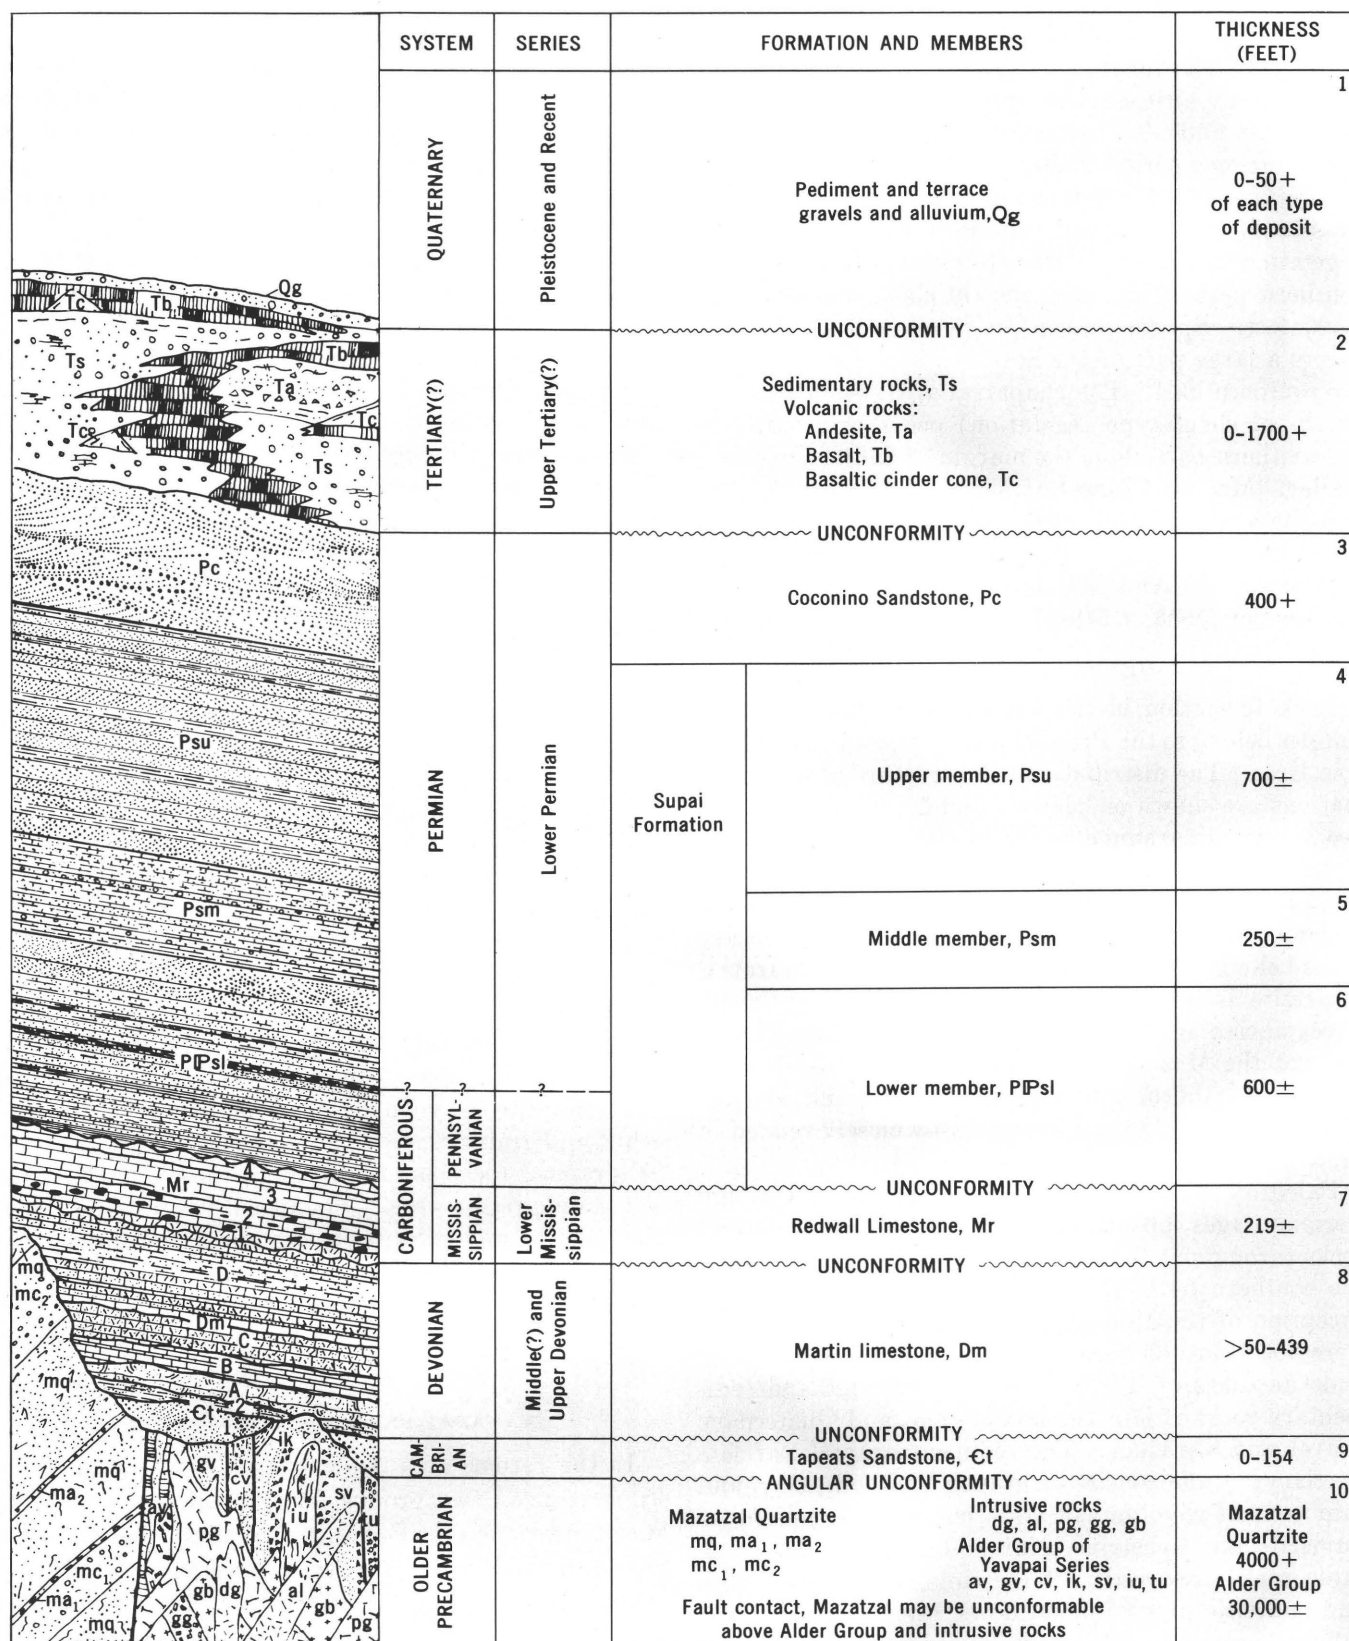 SYSTEM SERIES FORMATION AND MEMBERS THICKNESS
(FEET)
1
QUATERNARY
Pleistocene and Recent
Pediment and terrace
gravels and alluvium, Qg
0-50+
of each type
of deposit
UNCONFORMITY
2
TERTIARY(?)
Upper Tertiary(?)
Sedimentary rocks, Ts
Volcanic rocks:
Andesite, Ta
Basalt, Tb
Basaltic cinder cone, Tc
0-1700+
UNCONFORMITY
3
PERMIAN
Lower Permian
Coconino Sandstone, Pc
400+
4
Supai
Formation
Upper member, Psu
700±
5
Middle member, Psm
250±
6
Lower member, PℙPsl
600±
? ? ?
CARBONIFEROUS
PENNSYL-
VANIAN
UNCONFORMITY
7
MISSIS-
SIPPIAN
Lower
Missis-
sippian
Redwall Limestone, Mr
219±
UNCONFORMITY
8
DEVONIAN
Middle(?) and
Upper Devonian
Martin limestone, Dm
>50-439
UNCONFORMITY
9
CAM-
BRI-
AN
Tapeats Sandstone, Ꞓt
0-154
ANGULAR UNCONFORMITY
10
OLDER
PRECAMBRIAN
Mazatzal Quartzite
mq, ma₁, ma₂
mc₁, mc₂
Intrusive rocks
dg, al, pg, gg, gb
Alder Group of
Yavapai Series
av, gv, cv, ik, sv, iu, tu
Fault contact, Mazatzal may be unconformable
above Alder Group and intrusive rocks
Mazatzal
Quartzite
4000+
Alder Group
30,000±
Qg
Tc Tb
Tb
Ts
Ta
Tc
Tc
Ts
Pc
Psu
Psm
PℙPsl
4
Mr 3
2
1
mq D
mc₂
Dm
C
B
mq A
2
Ꞓt 1
ik
mq gv cv
sv
ma₂ av iu tu
pg
mc₁ gb dg al
ma₁ gg gb
mq pg